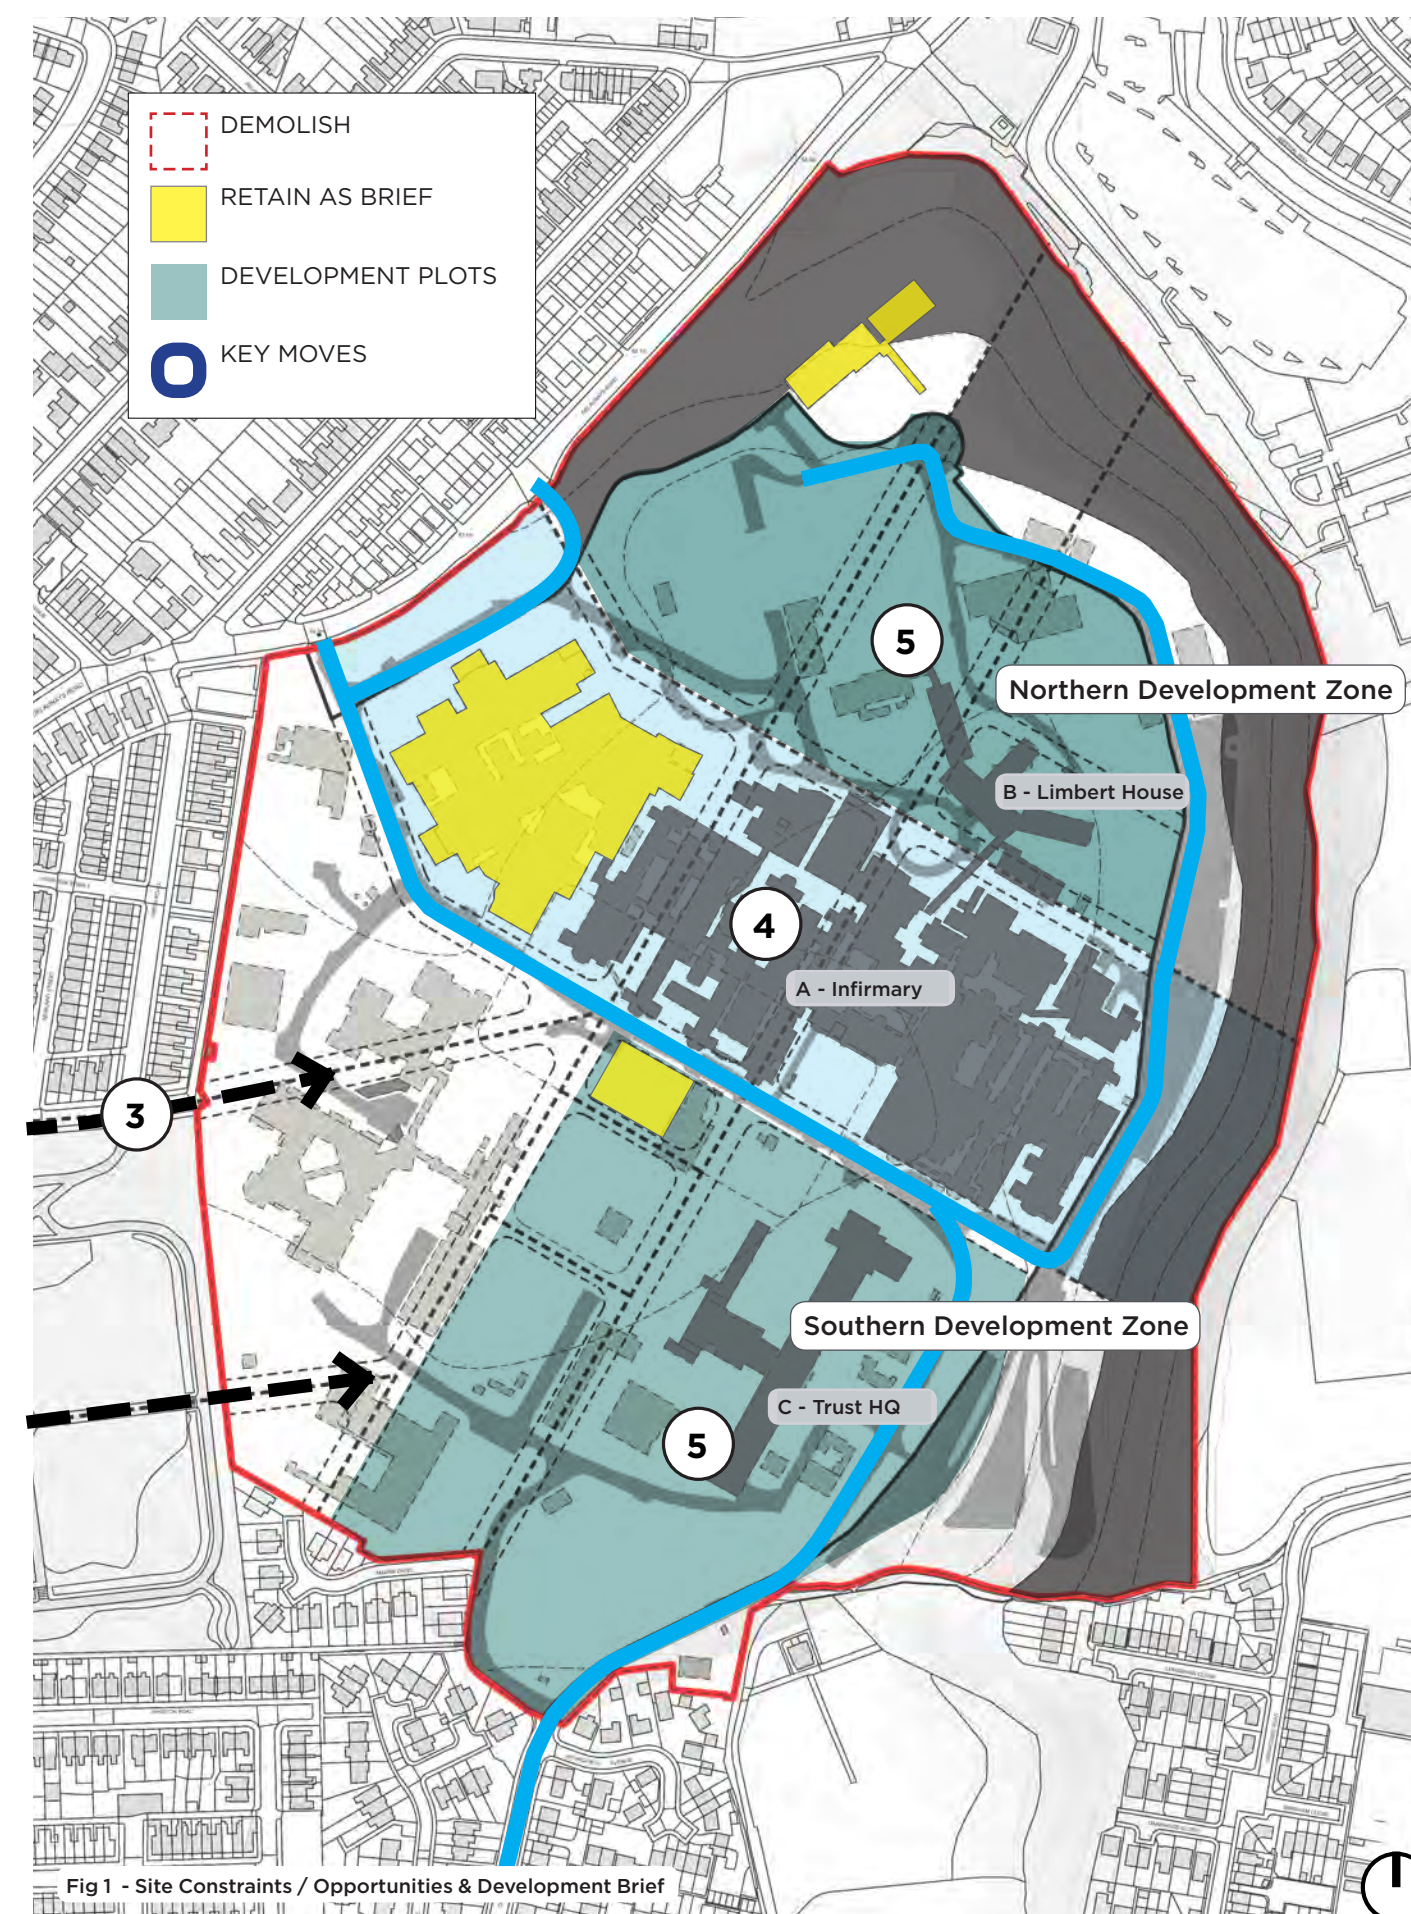 DEMOLISH
RETAIN AS BRIEF
DEVELOPMENT PLOTS
KEY MOVES
5
Northern Development Zone
B - Limbert House
4
A - Infirmary
3
Southern Development Zone
C - Trust HQ
5
Fig 1 - Site Constraints / Opportunities & Development Brief